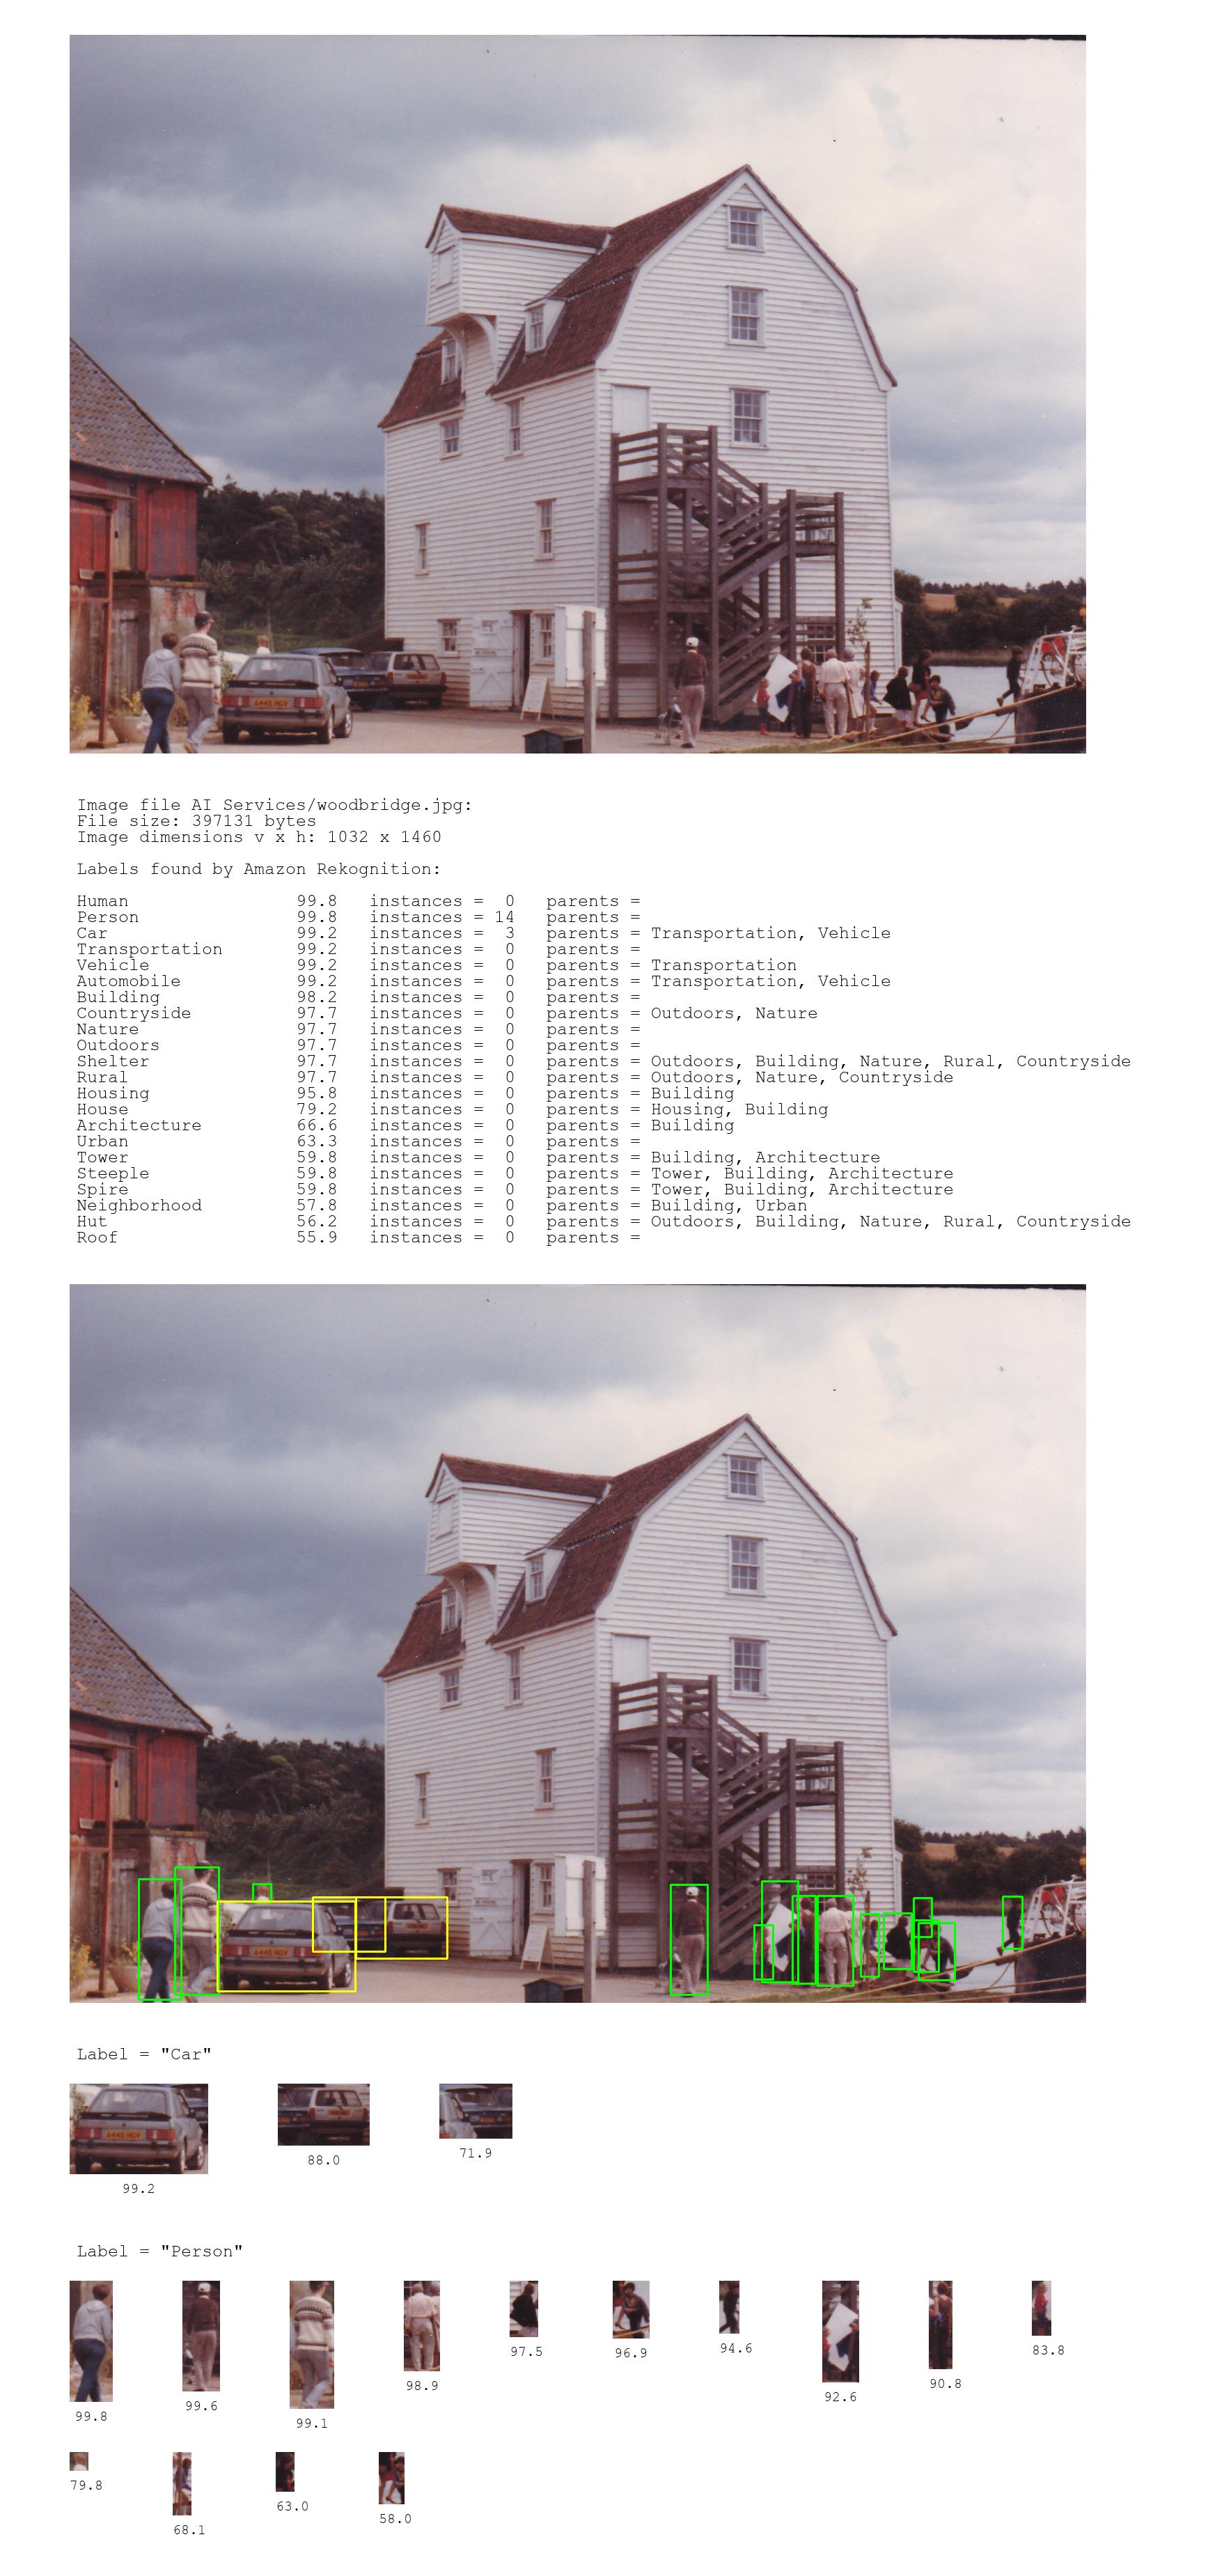 A445 HGV
Image file AI Services/woodbridge.jpg:
File size: 397131 bytes
Image dimensions v x h: 1032 x 1460
Labels found by Amazon Rekognition:
Human 99.8 instances = 0 parents =
Person 99.8 instances = 14 parents =
Car 99.2 instances = 3 parents = Transportation, Vehicle
Transportation 99.2 instances = 0 parents =
Vehicle 99.2 instances = 0 parents = Transportation
Automobile 99.2 instances = 0 parents = Transportation, Vehicle
Building 98.2 instances = 0 parents =
Countryside 97.7 instances = 0 parents = Outdoors, Nature
Nature 97.7 instances = 0 parents =
Outdoors 97.7 instances = 0 parents =
Shelter 97.7 instances = 0 parents = Outdoors, Building, Nature, Rural, Countryside
Rural 97.7 instances = 0 parents = Outdoors, Nature, Countryside
Housing 95.8 instances = 0 parents = Building
House 79.2 instances = 0 parents = Housing, Building
Architecture 66.6 instances = 0 parents = Building
Urban 63.3 instances = 0 parents =
Tower 59.8 instances = 0 parents = Building, Architecture
Steeple 59.8 instances = 0 parents = Tower, Building, Architecture
Spire 59.8 instances = 0 parents = Tower, Building, Architecture
Neighborhood 57.8 instances = 0 parents = Building, Urban
Hut 56.2 instances = 0 parents = Outdoors, Building, Nature, Rural, Countryside
Roof 55.9 instances = 0 parents =
A445 HGV
Label = "Car"
A445 HGV
99.2
88.0
71.9
Label = "Person"
99.8
99.6
99.1
98.9
97.5
96.9
94.6
92.6
90.8
83.8
79.8
68.1
63.0
58.0